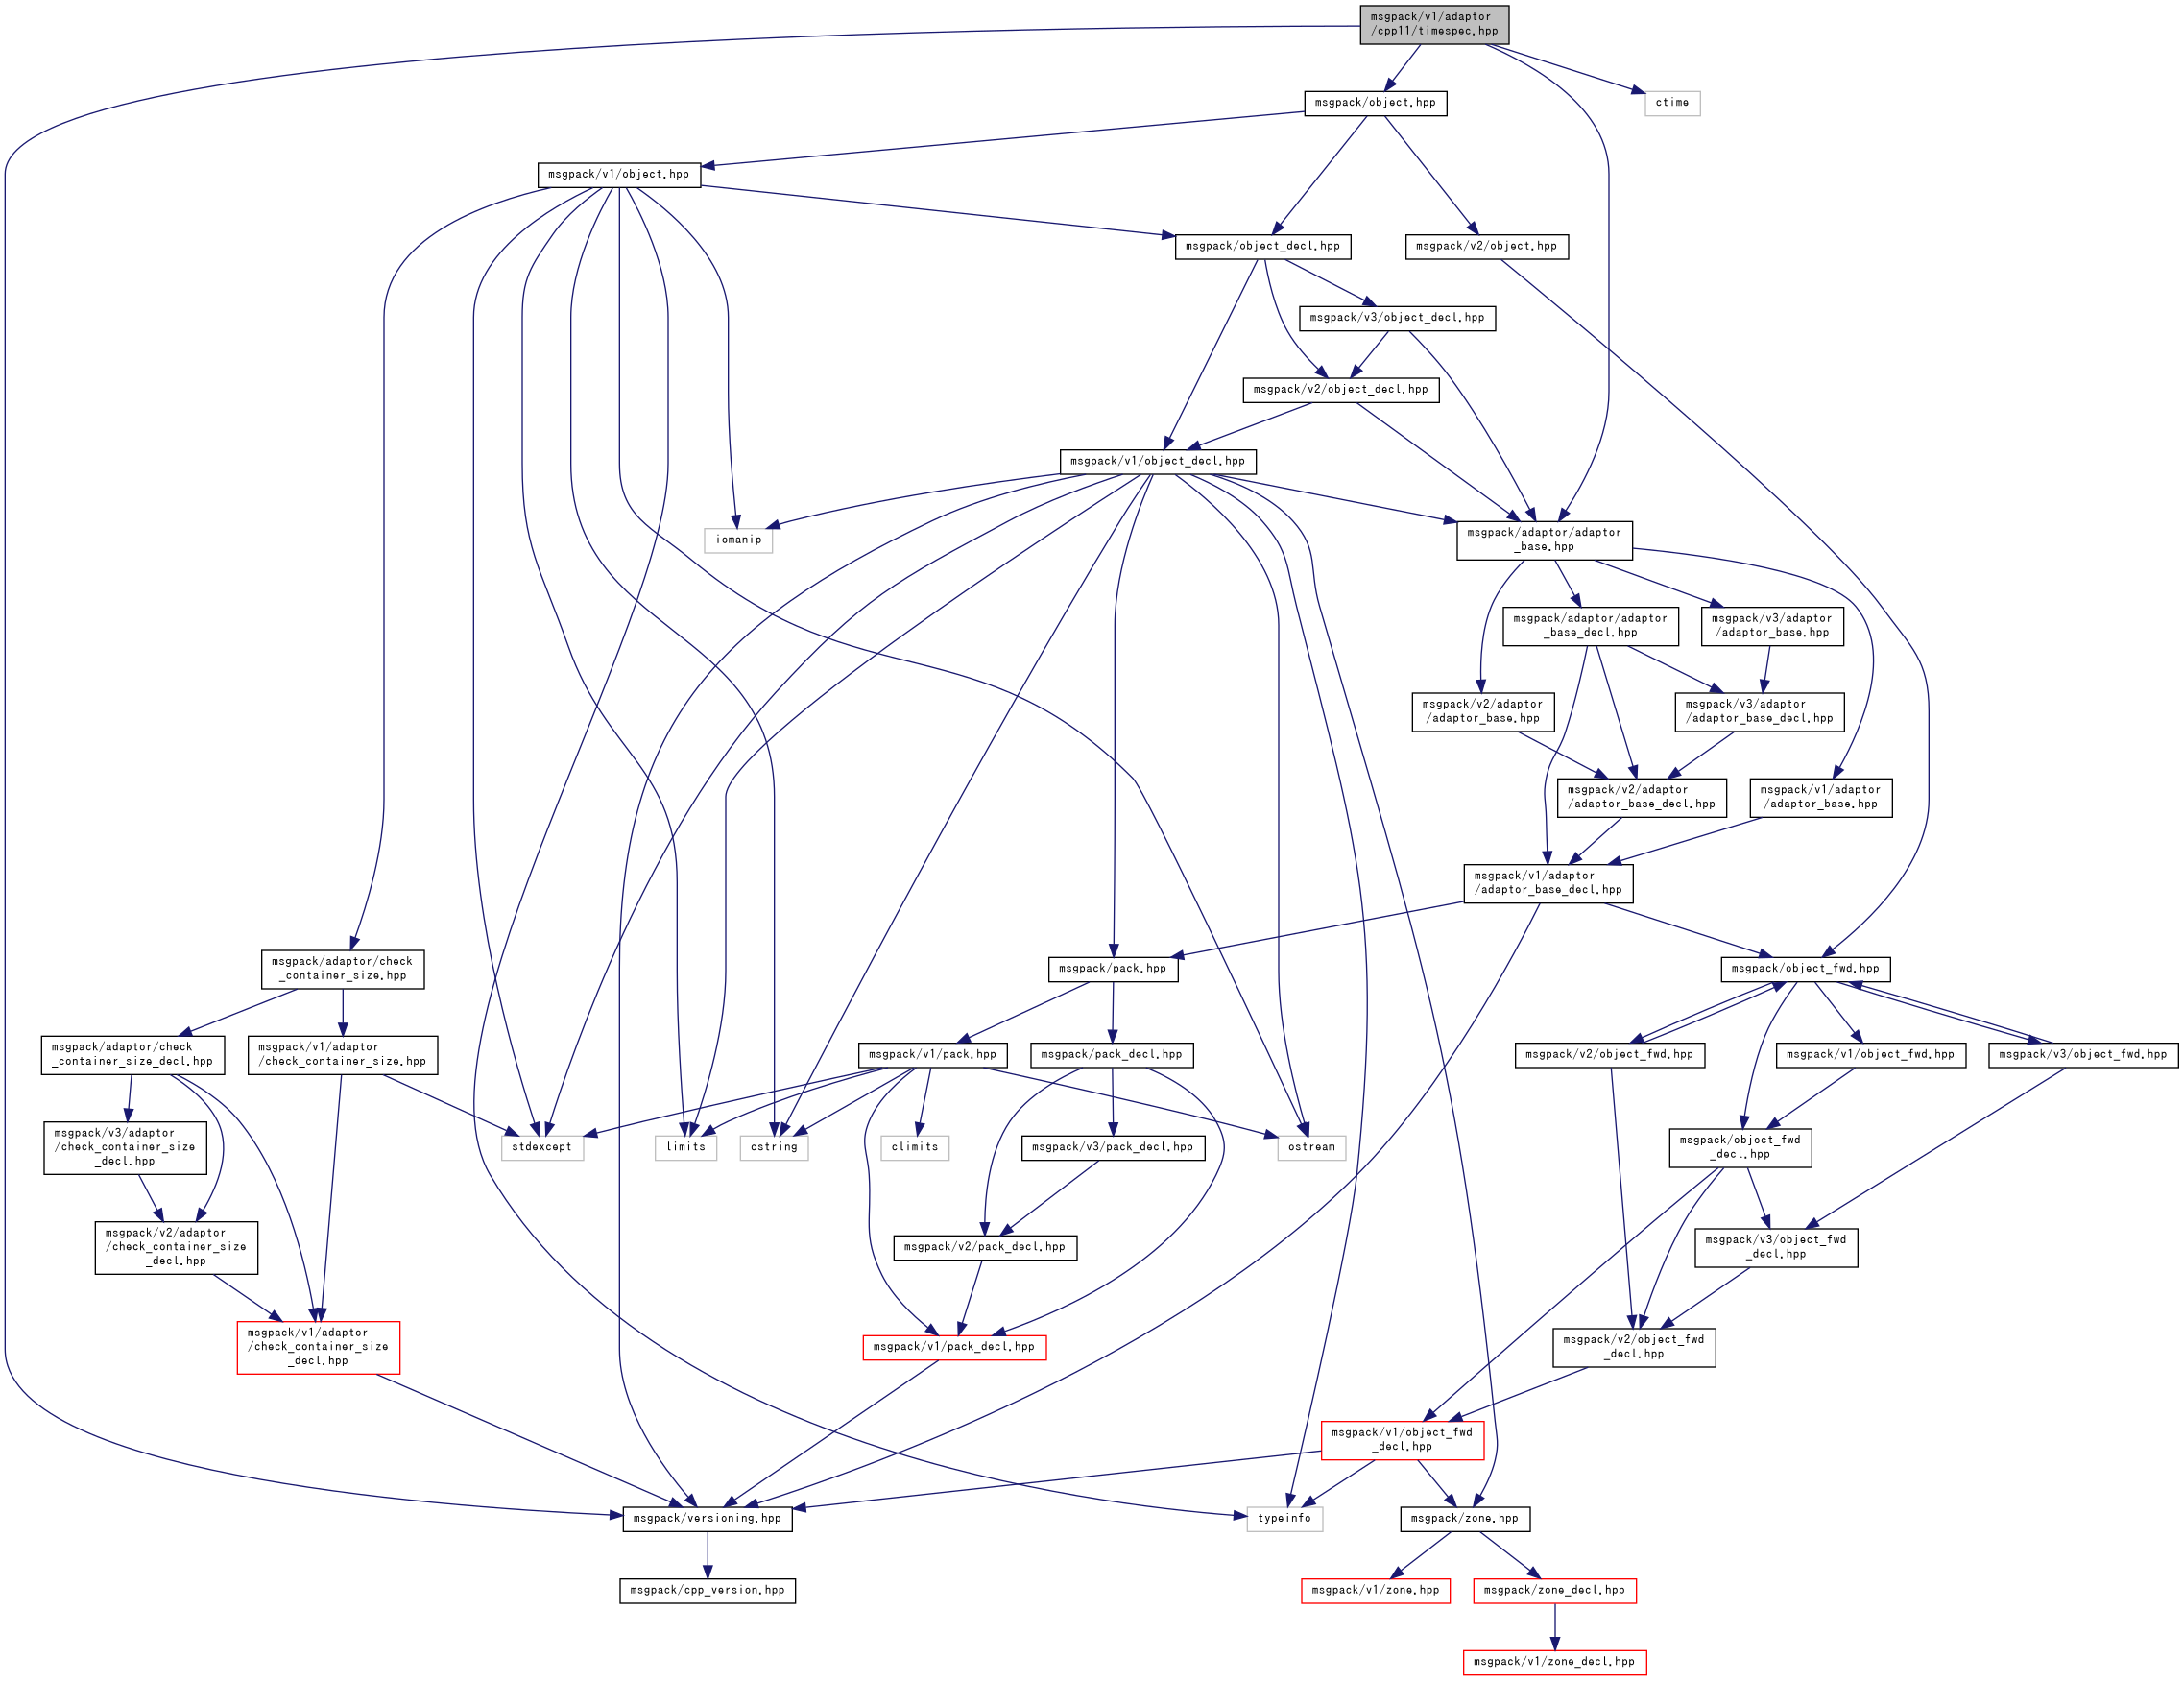 msgpack/v1/adaptor
/cpp11/timespec.hpp
msgpack/object.hpp
ctime
msgpack/v1/object.hpp
msgpack/object_decl.hpp
msgpack/v2/object.hpp
msgpack/v3/object_decl.hpp
msgpack/v2/object_decl.hpp
msgpack/v1/object_decl.hpp
iomanip
msgpack/adaptor/adaptor
_base.hpp
msgpack/adaptor/adaptor
_base_decl.hpp
msgpack/v3/adaptor
/adaptor_base.hpp
msgpack/v2/adaptor
/adaptor_base.hpp
msgpack/v3/adaptor
/adaptor_base_decl.hpp
msgpack/v2/adaptor
/adaptor_base_decl.hpp
msgpack/v1/adaptor
/adaptor_base.hpp
msgpack/v1/adaptor
/adaptor_base_decl.hpp
msgpack/adaptor/check
_container_size.hpp
msgpack/pack.hpp
msgpack/object_fwd.hpp
msgpack/adaptor/check
_container_size_decl.hpp
msgpack/v1/adaptor
/check_container_size.hpp
msgpack/v1/pack.hpp
msgpack/pack_decl.hpp
msgpack/v2/object_fwd.hpp
msgpack/v1/object_fwd.hpp
msgpack/v3/object_fwd.hpp
msgpack/v3/adaptor
/check_container_size
_decl.hpp
stdexcept
limits
cstring
climits
msgpack/v3/pack_decl.hpp
ostream
msgpack/object_fwd
_decl.hpp
msgpack/v2/adaptor
/check_container_size
_decl.hpp
msgpack/v2/pack_decl.hpp
msgpack/v3/object_fwd
_decl.hpp
msgpack/v1/adaptor
/check_container_size
_decl.hpp
msgpack/v1/pack_decl.hpp
msgpack/v2/object_fwd
_decl.hpp
msgpack/v1/object_fwd
_decl.hpp
msgpack/versioning.hpp
typeinfo
msgpack/zone.hpp
msgpack/cpp_version.hpp
msgpack/v1/zone.hpp
msgpack/zone_decl.hpp
msgpack/v1/zone_decl.hpp